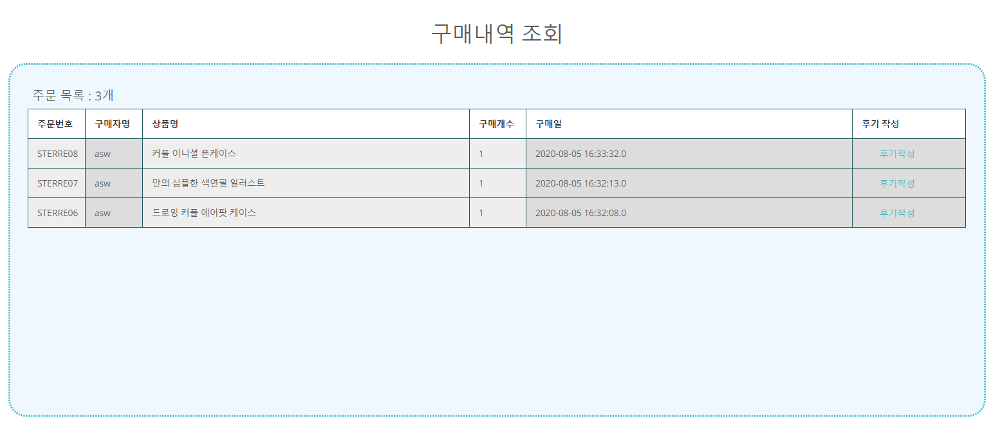 구매내역 조회
주문 목록 : 3개
주문번호 구매자명 상품명 구매개수 구매일 후기 작성
STERRE08 asw 커플 이니셜 폰케이스 1 2020-08-05 16:33:32.0 후기작성
STERRE07 asw 만의 심플한 색연필 일러스트 1 2020-08-05 16:32:13.0 후기작성
STERRE06 asw 드로잉 커플 에어팟 케이스 1 2020-08-05 16:32:08.0 후기작성